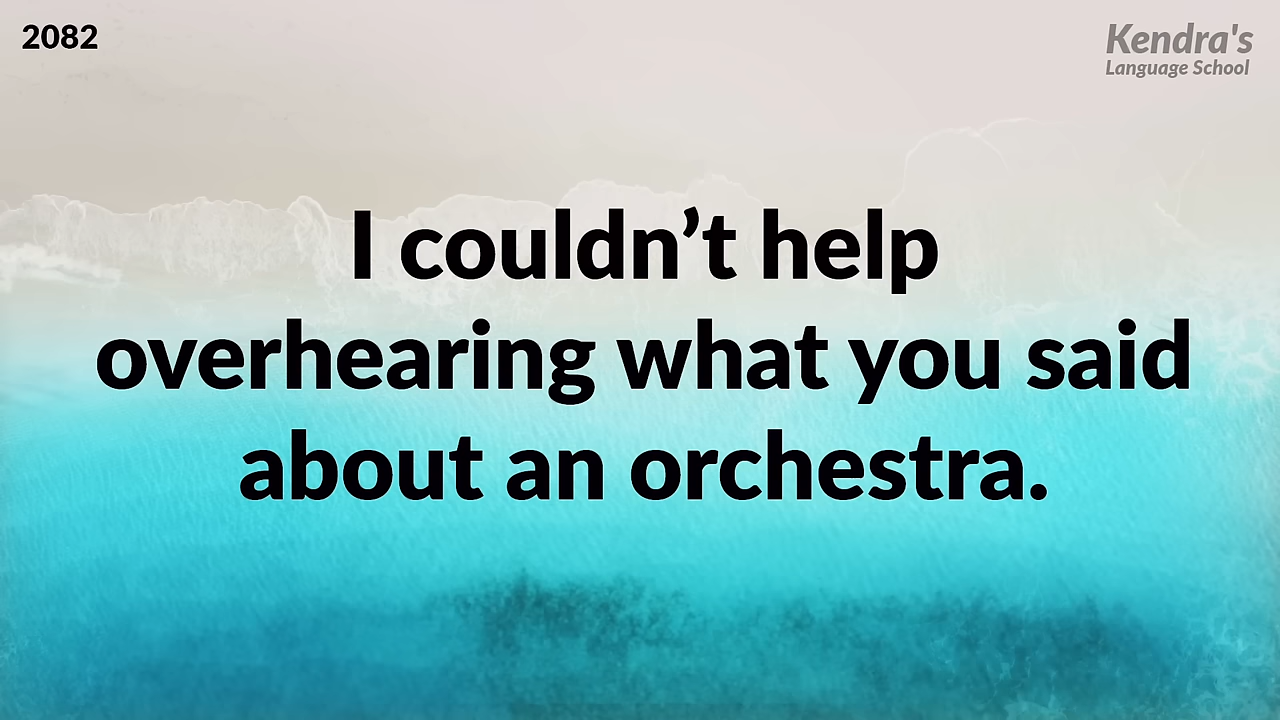 2082
Kendra's
Language School
I couldn’t help
overhearing what you said
about an orchestra.